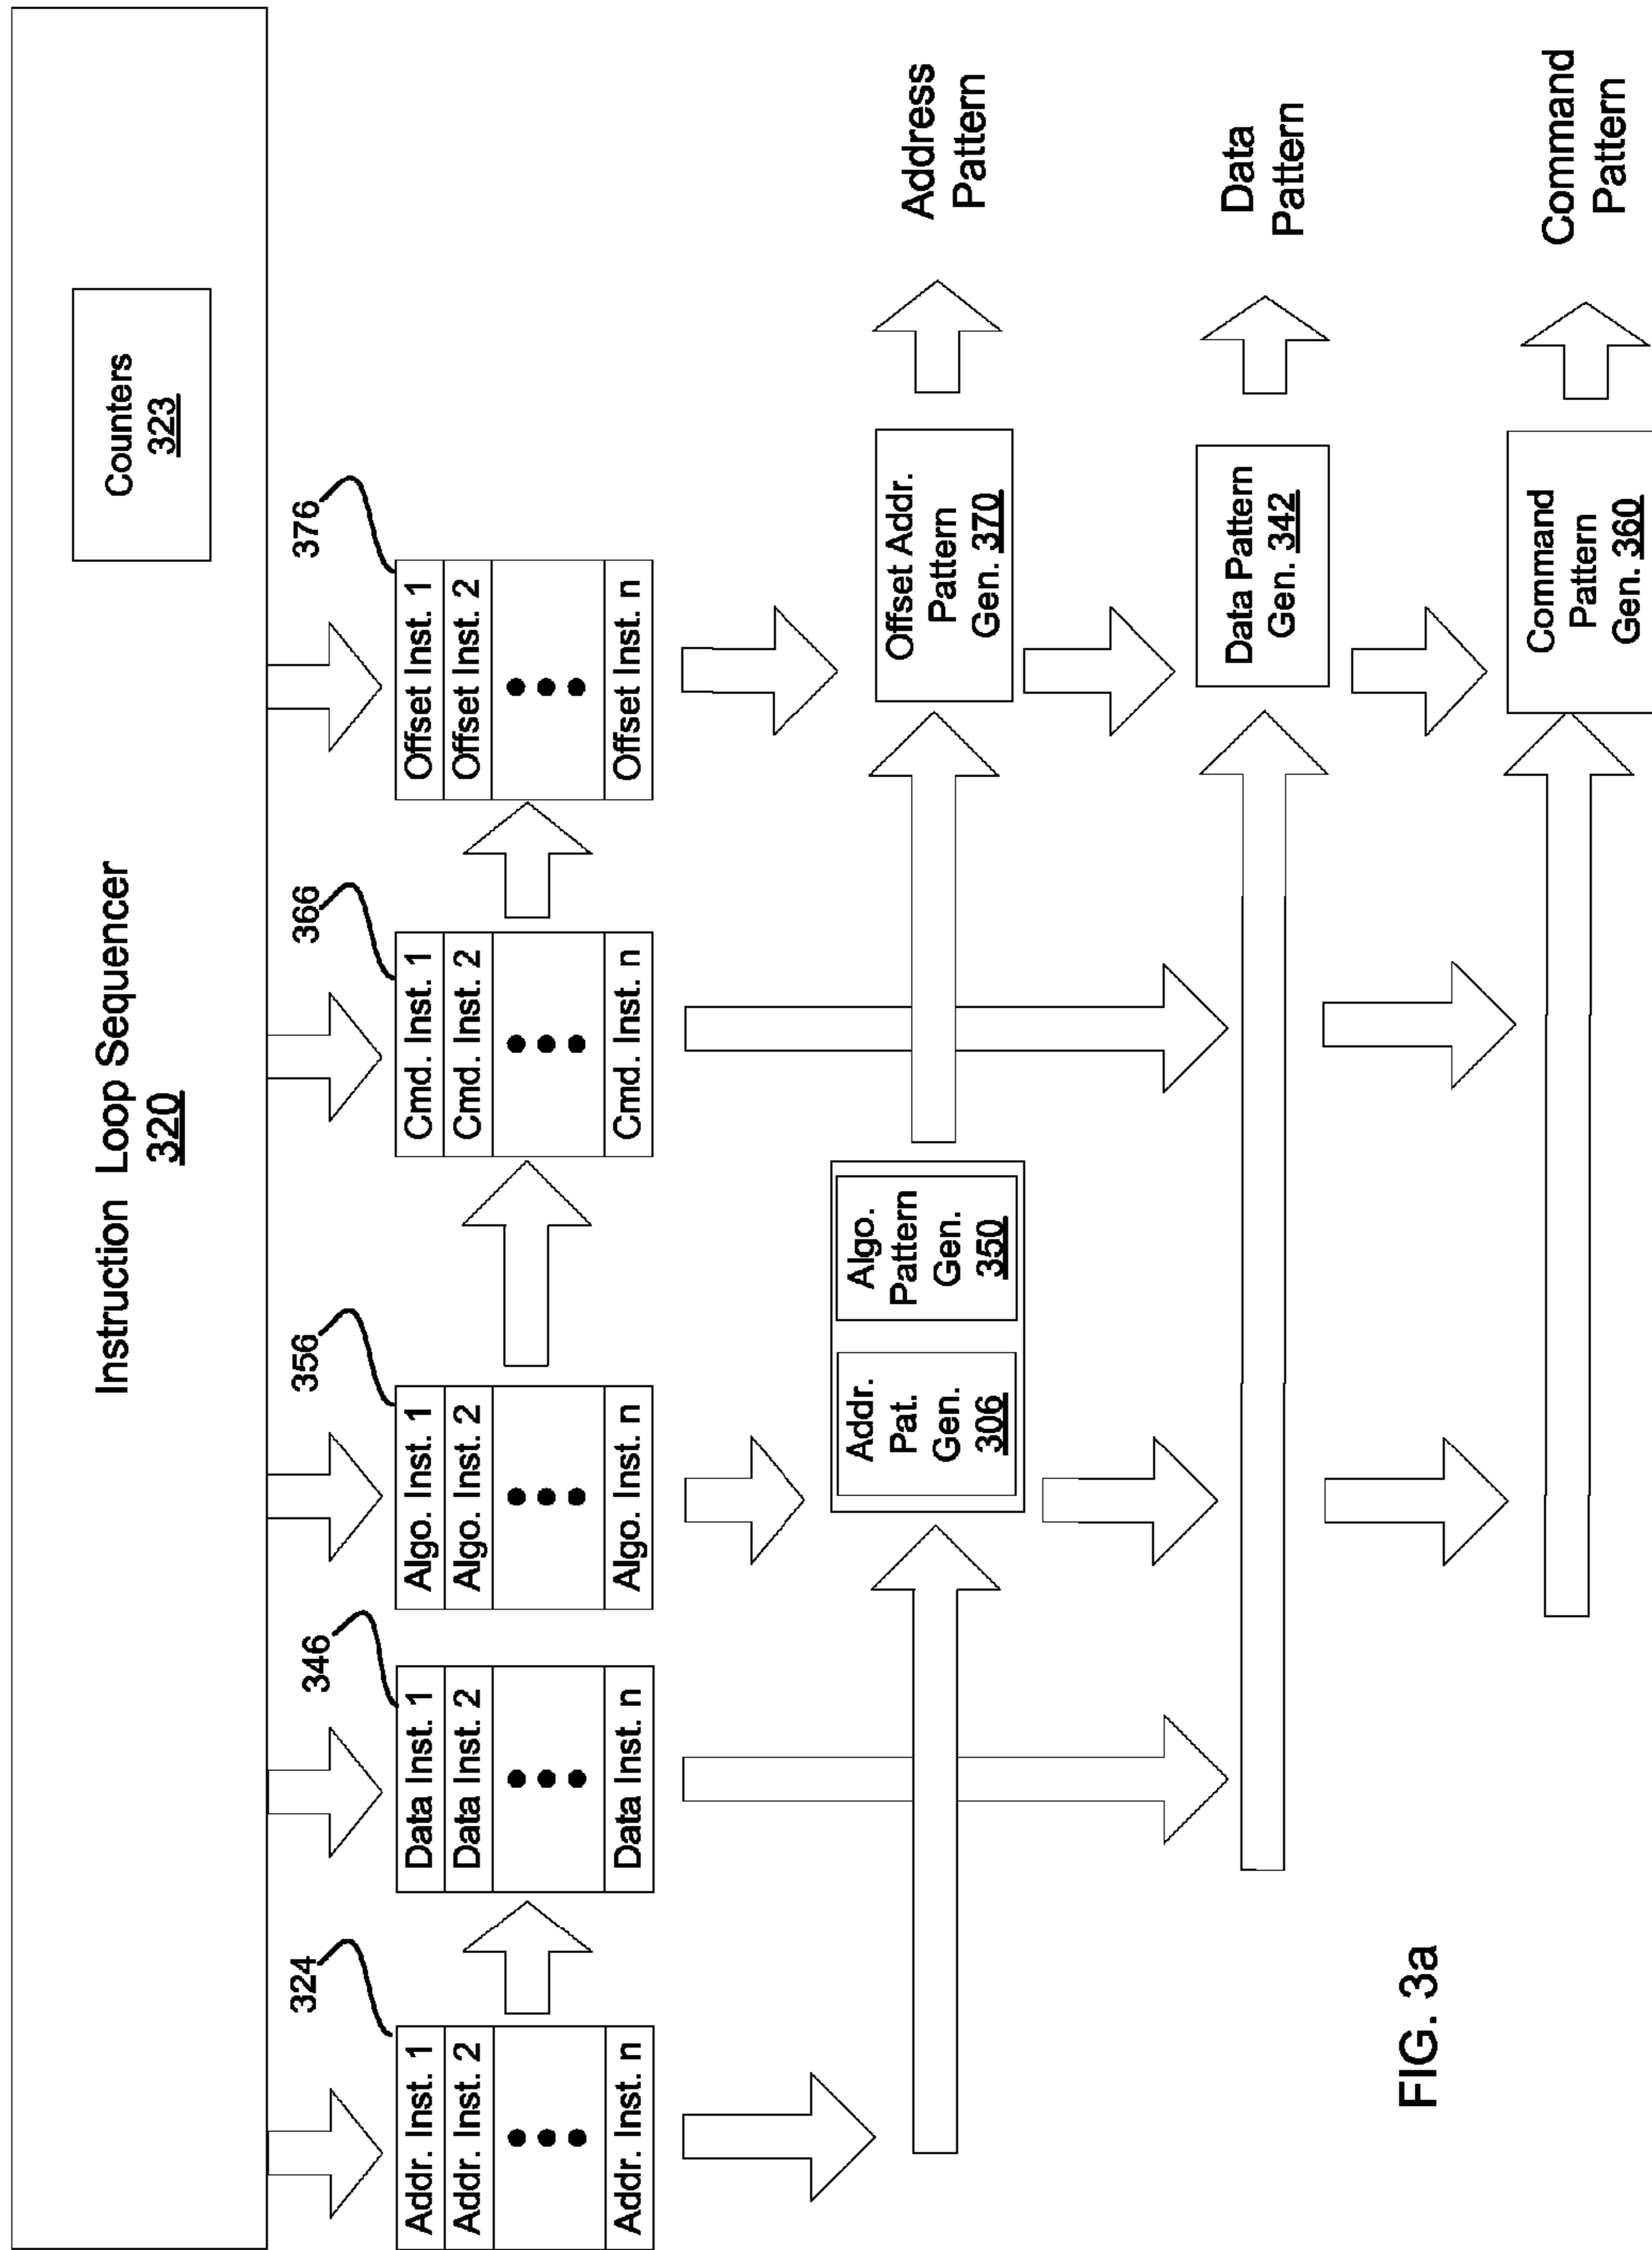 Instruction Loop Sequencer
320
Counters
323
324
346
356
366
376
Addr. Inst. 1
Addr. Inst. 2
Addr. Inst. n
Data Inst. 1
Data Inst. 2
Data Inst. n
Algo. Inst. 1
Algo. Inst. 2
Algo. Inst. n
Cmd. Inst. 1
Cmd. Inst. 2
Cmd. Inst. n
Offset Inst. 1
Offset Inst. 2
Offset Inst. n
Addr.
Pat.
Gen.
306
Algo.
Pattern
Gen.
350
Offset Addr.
Pattern
Gen. 370
Address
Pattern
Data Pattern
Gen. 342
Data
Pattern
Command
Pattern
Gen. 360
Command
Pattern
FIG. 3a